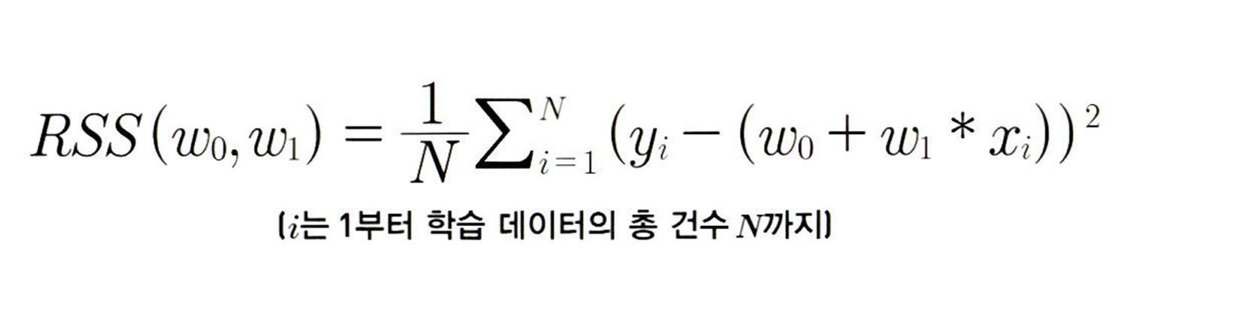 RSS(w₀, w₁) = 1/N ∑ᵢ₌₁ᴺ (yᵢ − (w₀ + w₁ * xᵢ))²
(i는 1부터 학습 데이터의 총 건수 N까지)